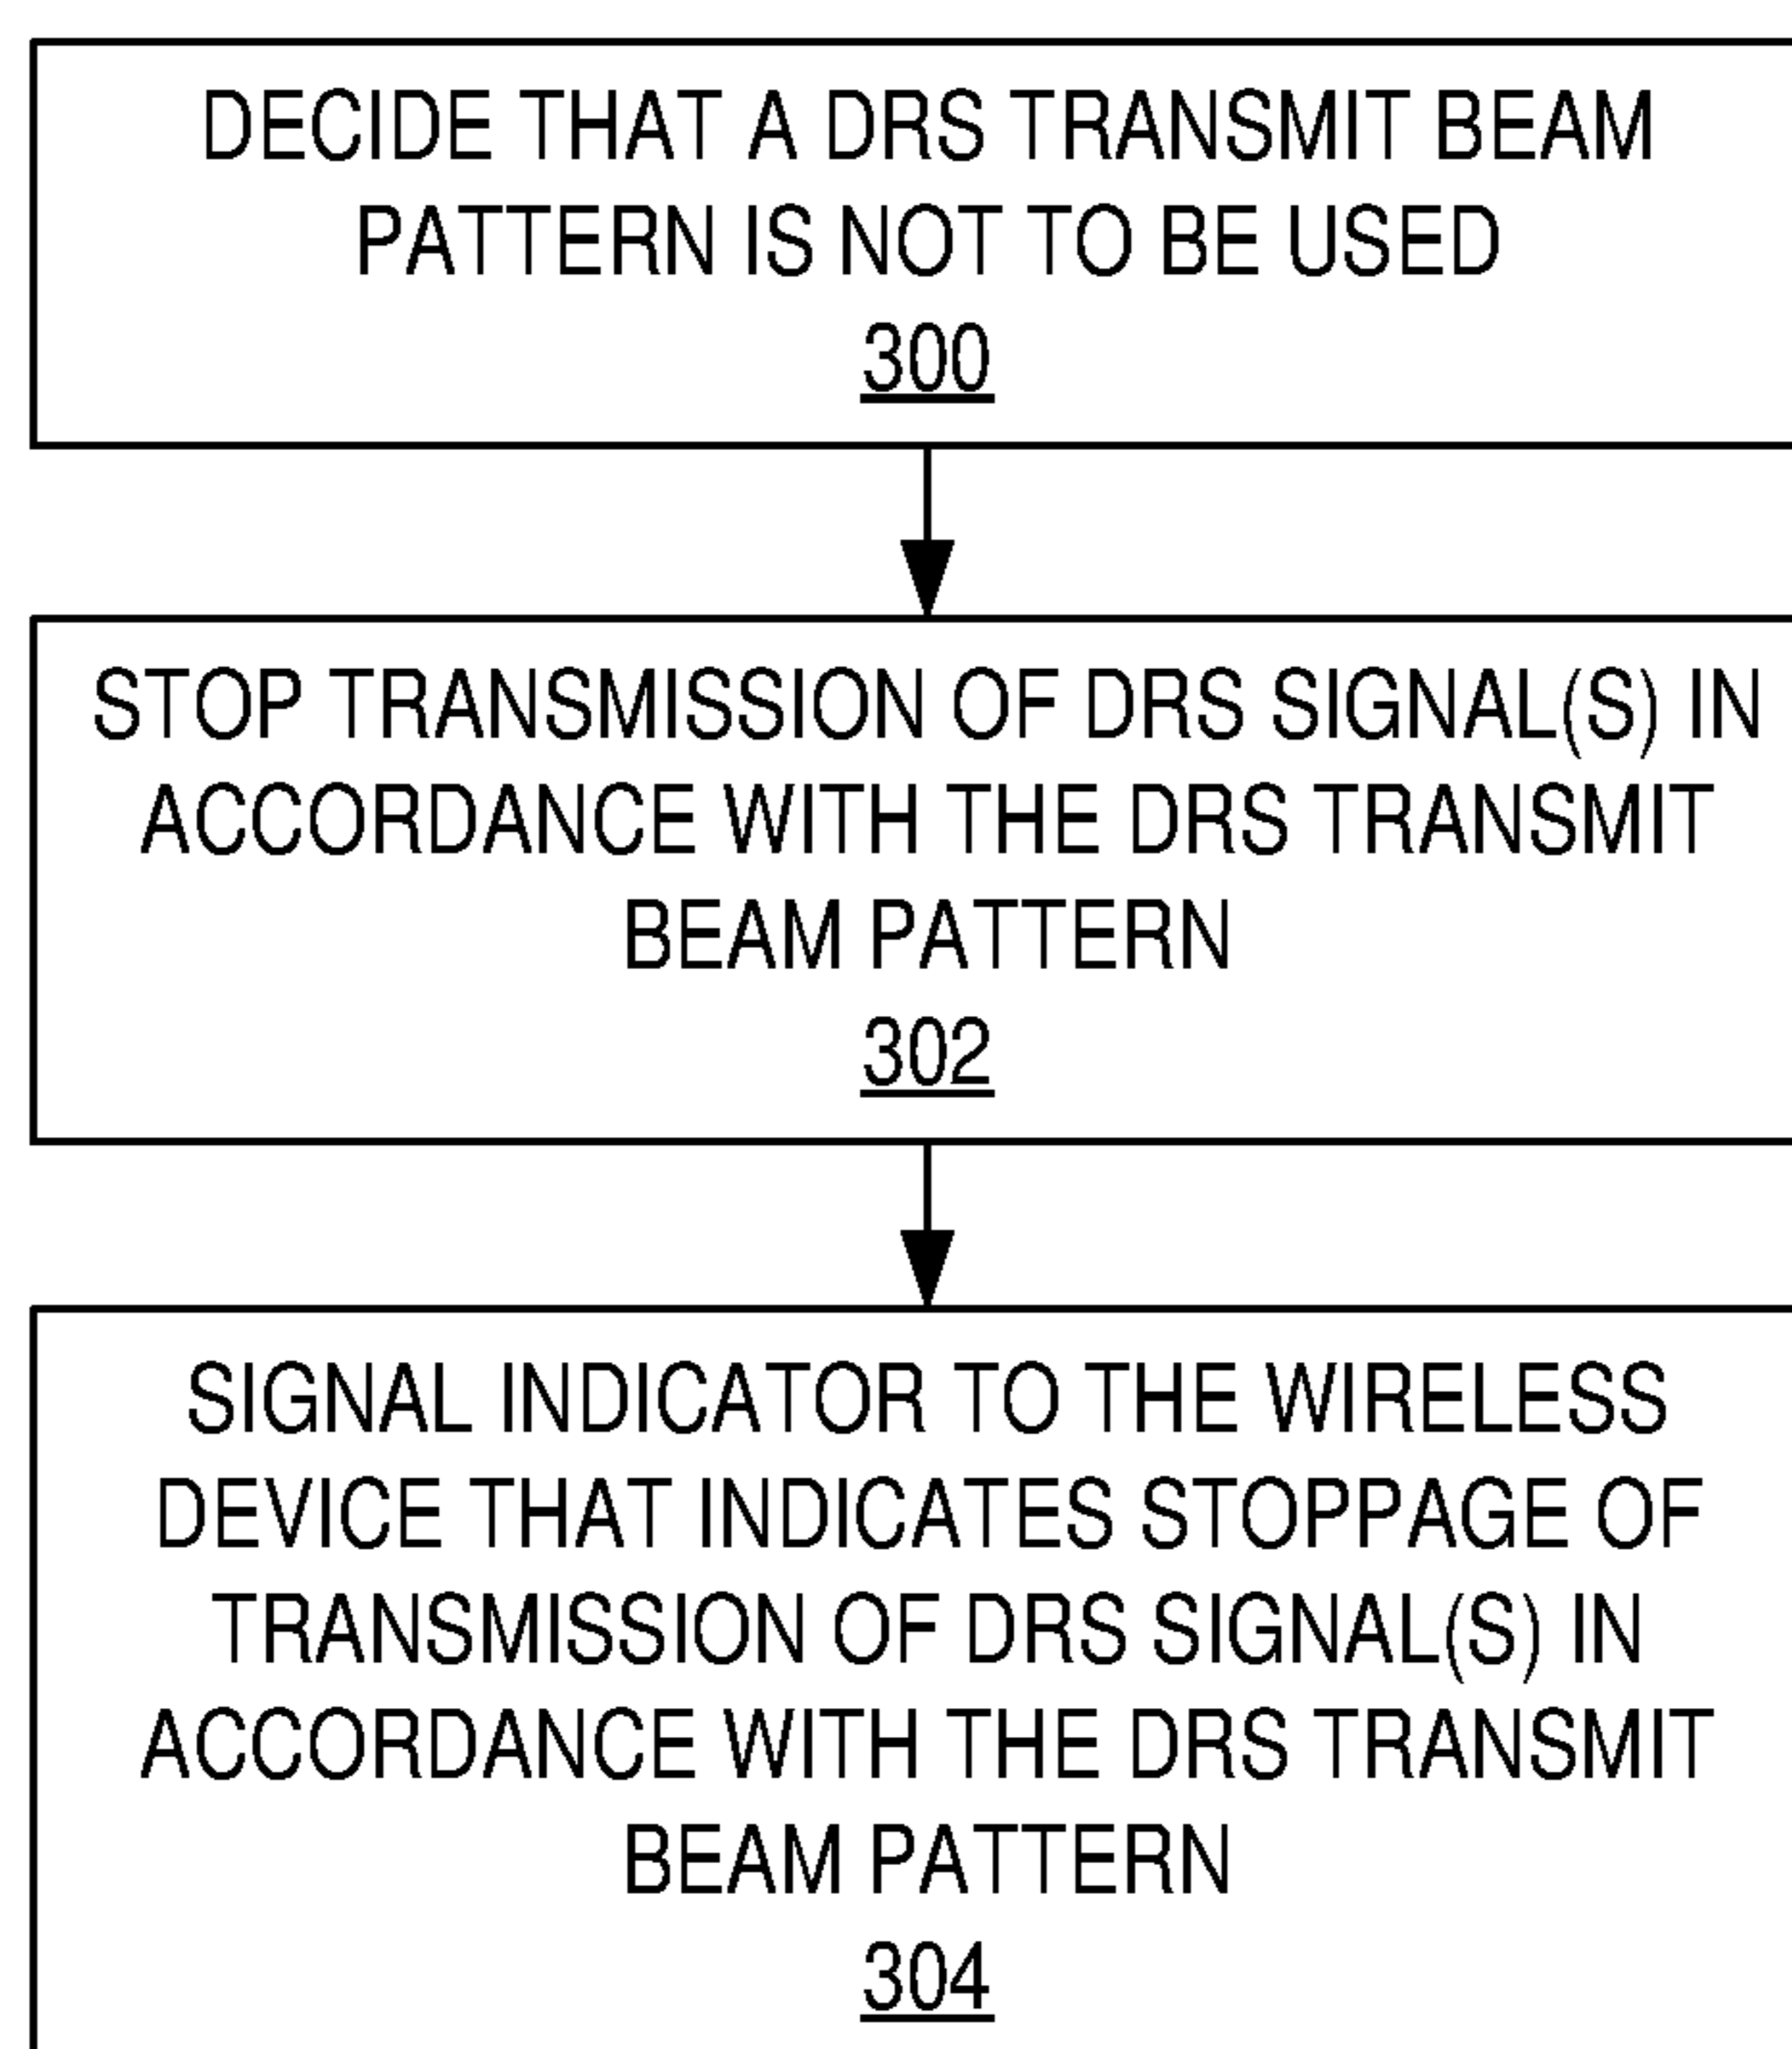 DECIDE THAT A DRS TRANSMIT BEAM
PATTERN IS NOT TO BE USED
300
STOP TRANSMISSION OF DRS SIGNAL(S) IN
ACCORDANCE WITH THE DRS TRANSMIT
BEAM PATTERN
302
SIGNAL INDICATOR TO THE WIRELESS
DEVICE THAT INDICATES STOPPAGE OF
TRANSMISSION OF DRS SIGNAL(S) IN
ACCORDANCE WITH THE DRS TRANSMIT
BEAM PATTERN
304